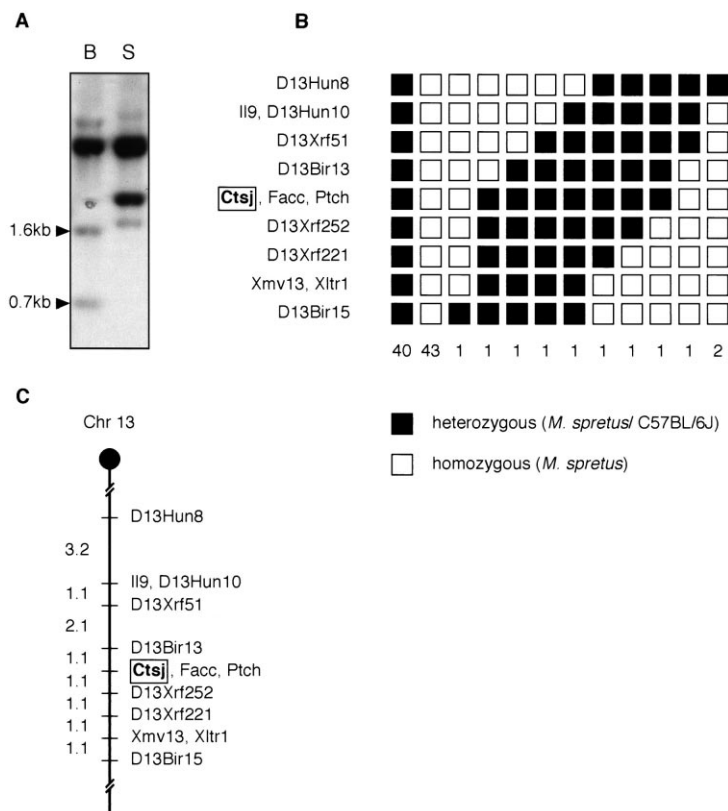 A
B S
1.6kb
0.7kb
B
D13Hun8
Il9, D13Hun10
D13Xrf51
D13Bir13
Ctsj, Facc, Ptch
D13Xrf252
D13Xrf221
Xmv13, Xltr1
D13Bir15
40 43 1 1 1 1 1 1 1 1 1 2
heterozygous (M. spretus/ C57BL/6J)
homozygous (M. spretus)
C
Chr 13
D13Hun8
3.2
Il9, D13Hun10
1.1
D13Xrf51
2.1
D13Bir13
1.1
Ctsj, Facc, Ptch
1.1
D13Xrf252
1.1
D13Xrf221
1.1
Xmv13, Xltr1
1.1
D13Bir15